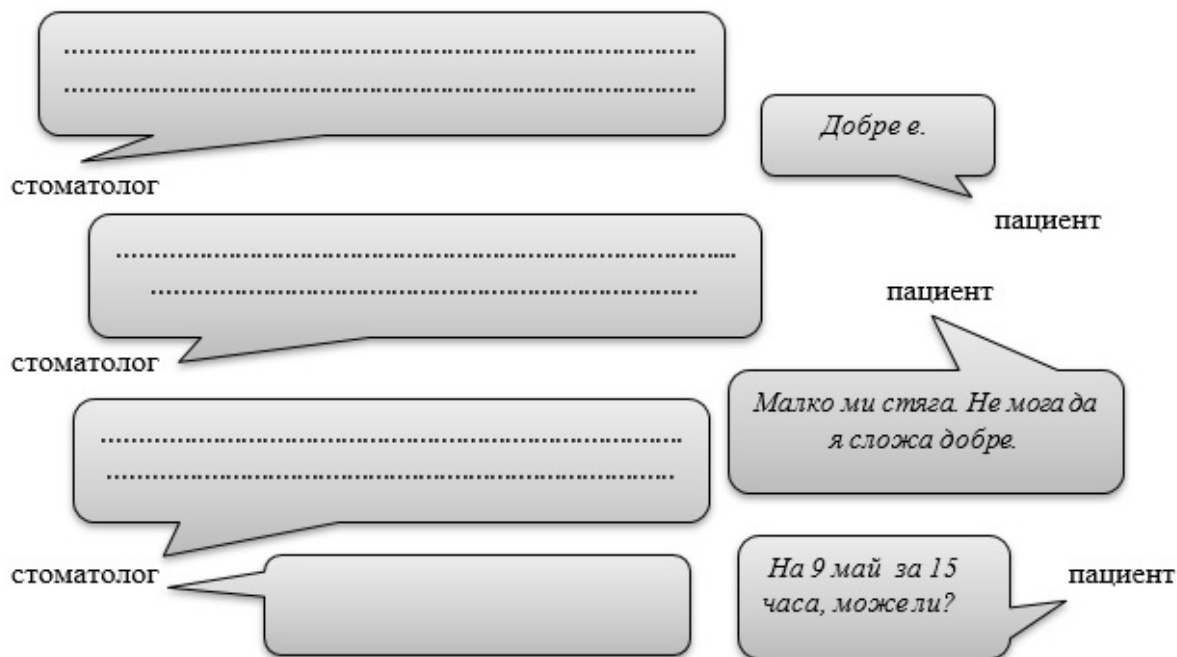 ……………………………………………………………………………
……………………………………………………………………………
Добре е.
стоматолог
пациент
……………………………………………………………………………
…………………………………………………………………
пациент
стоматолог
Малко ми стяга. Не мога да
я сложа добре.
……………………………………………………………………………
……………………………………………………………………………
стоматолог
На 9 май за 15
часа, може ли?
пациент